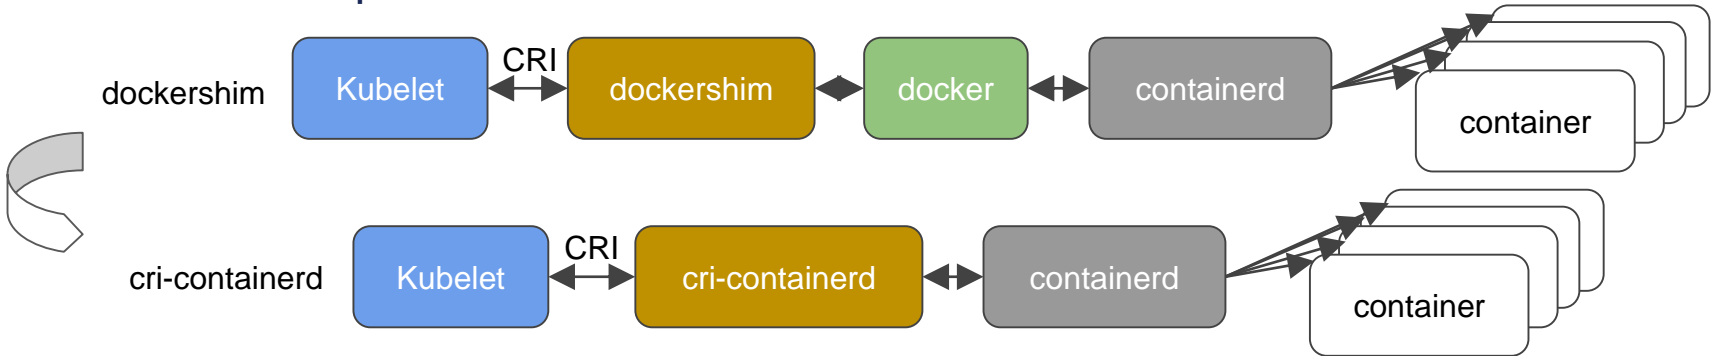 dockershim
Kubelet
CRI
dockershim
docker
containerd
container
cri-containerd
Kubelet
CRI
cri-containerd
containerd
container